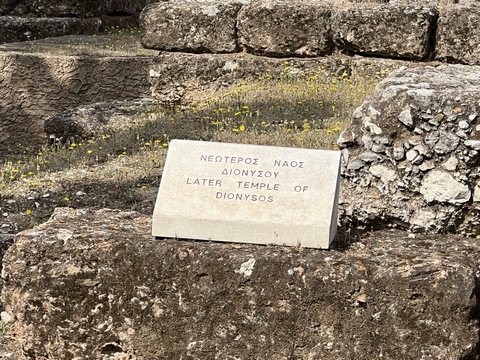 ΝΕΩΤΕΡΟΣ ΝΑΟΣ
ΔΙΟΝΥΣΟΥ
LATER TEMPLE OF
DIONYSOS